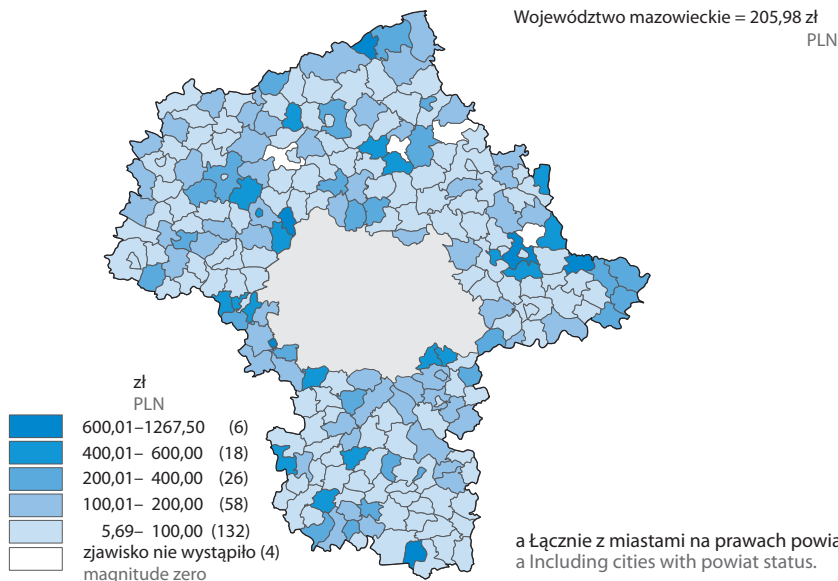 Województwo mazowieckie = 205,98 zł
PLN
zł
PLN
600,01–1267,50 (6)
400,01– 600,00 (18)
200,01– 400,00 (26)
100,01– 200,00 (58)
5,69– 100,00 (132)
zjawisko nie wystąpiło (4)
magnitude zero
a Łącznie z miastami na prawach powia
a Including cities with powiat status.